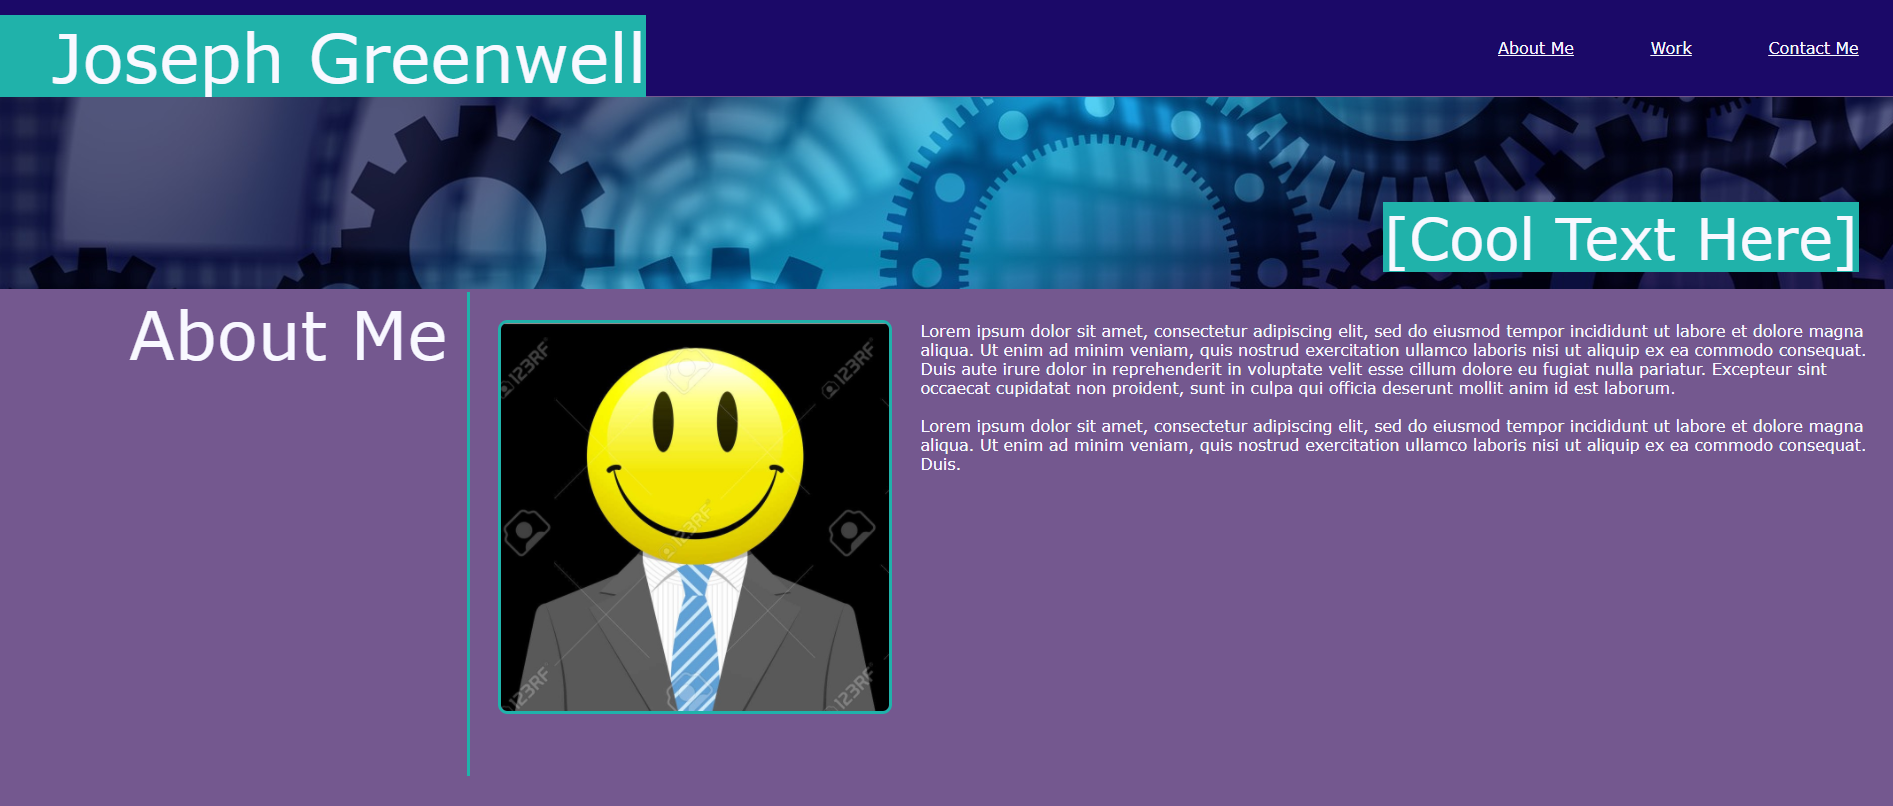 Joseph Greenwell
About Me
Work
Contact Me
[Cool Text Here]
About Me
123RF
123RF
123RF
123RF
123RF
Lorem ipsum dolor sit amet, consectetur adipiscing elit, sed do eiusmod tempor incididunt ut labore et dolore magna
aliqua. Ut enim ad minim veniam, quis nostrud exercitation ullamco laboris nisi ut aliquip ex ea commodo consequat.
Duis aute irure dolor in reprehenderit in voluptate velit esse cillum dolore eu fugiat nulla pariatur. Excepteur sint
occaecat cupidatat non proident, sunt in culpa qui officia deserunt mollit anim id est laborum.
Lorem ipsum dolor sit amet, consectetur adipiscing elit, sed do eiusmod tempor incididunt ut labore et dolore magna
aliqua. Ut enim ad minim veniam, quis nostrud exercitation ullamco laboris nisi ut aliquip ex ea commodo consequat.
Duis.